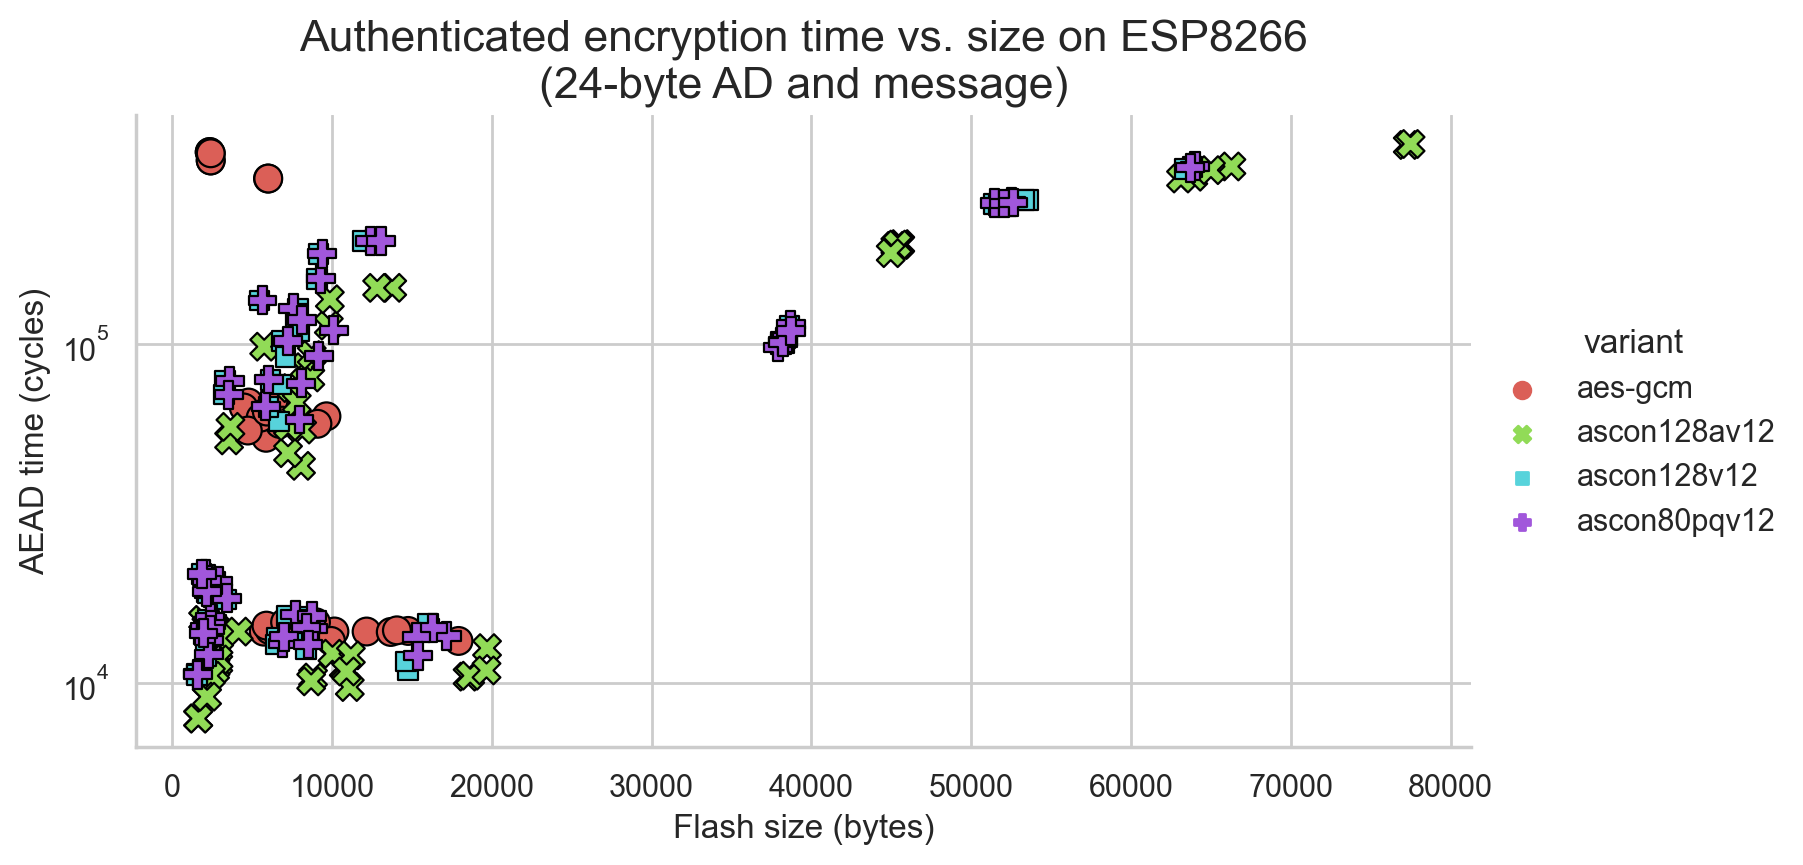 Authenticated encryption time vs. size on ESP8266
(24-byte AD and message)
AEAD time (cycles)
10^5
10^4
0 10000 20000 30000 40000 50000 60000 70000 80000
Flash size (bytes)
variant
aes-gcm
ascon128av12
ascon128v12
ascon80pqv12